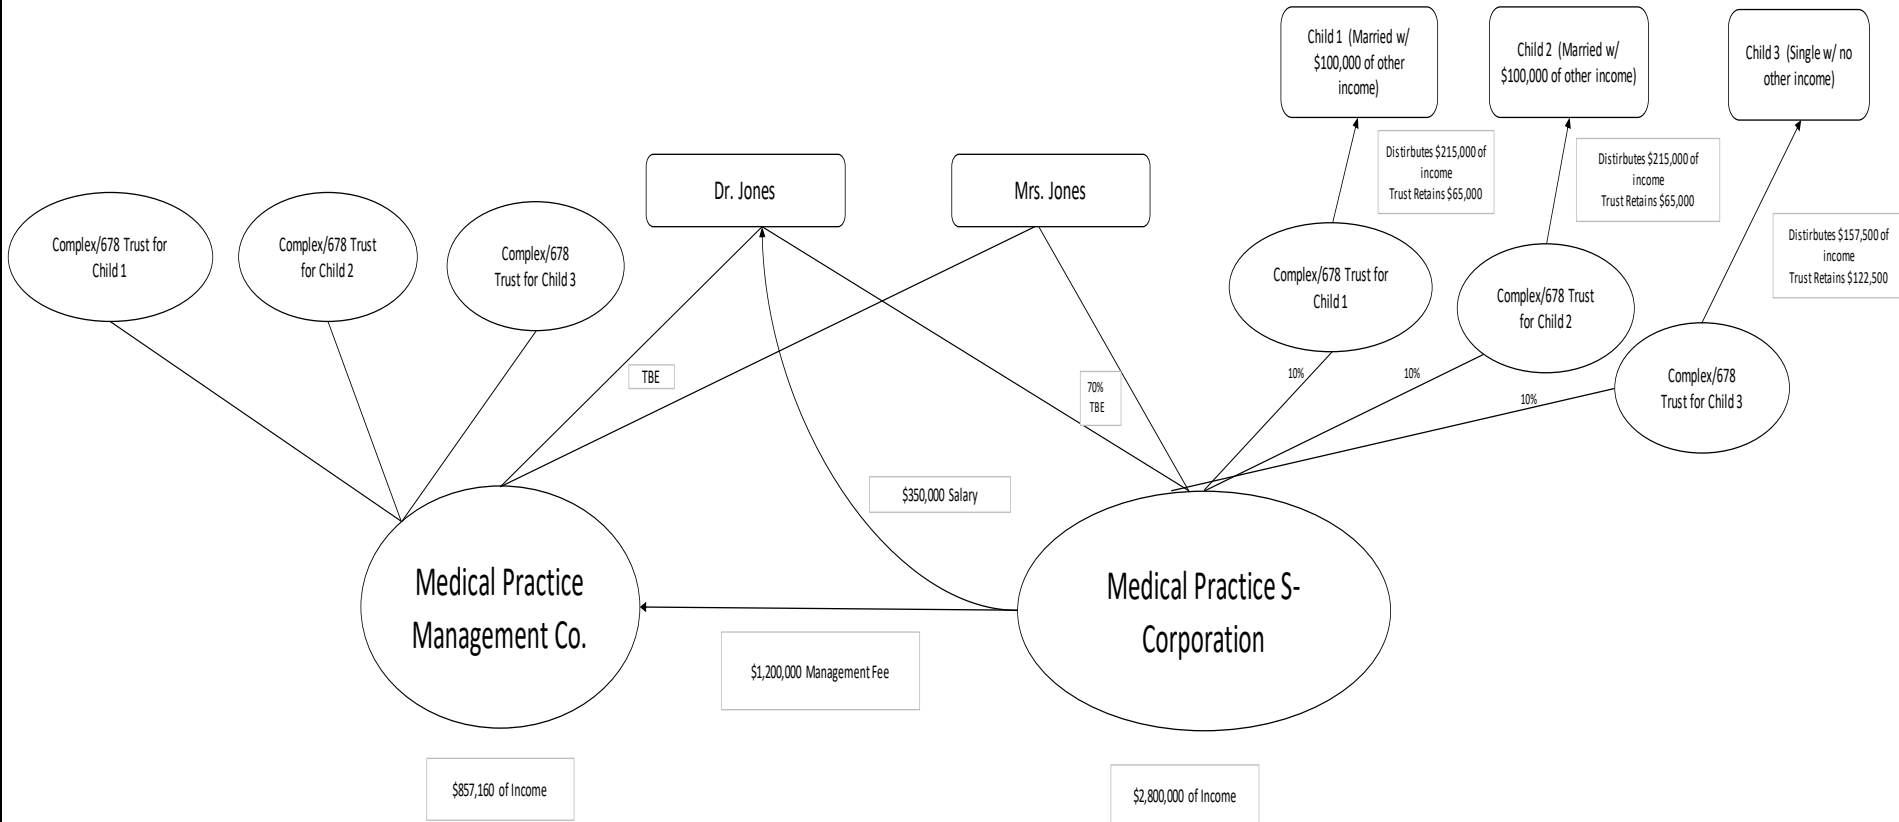 Child 1 (Married w/
$100,000 of other
income)
Child 2 (Married w/
$100,000 of other income)
Child 3 (Single w/ no
other income)
Distirbutes $215,000 of
income
Trust Retains $65,000
Distirbutes $215,000 of
income
Trust Retains $65,000
Distirbutes $157,500 of
income
Trust Retains $122,500
Dr. Jones
Mrs. Jones
Complex/678 Trust for
Child 1
Complex/678 Trust
for Child 2
Complex/678
Trust for Child 3
Complex/678 Trust for
Child 1
Complex/678 Trust
for Child 2
Complex/678
Trust for Child 3
TBE
70%
TBE
10%
10%
10%
$350,000 Salary
Medical Practice
Management Co.
Medical Practice S-
Corporation
$1,200,000 Management Fee
$857,160 of Income
$2,800,000 of Income